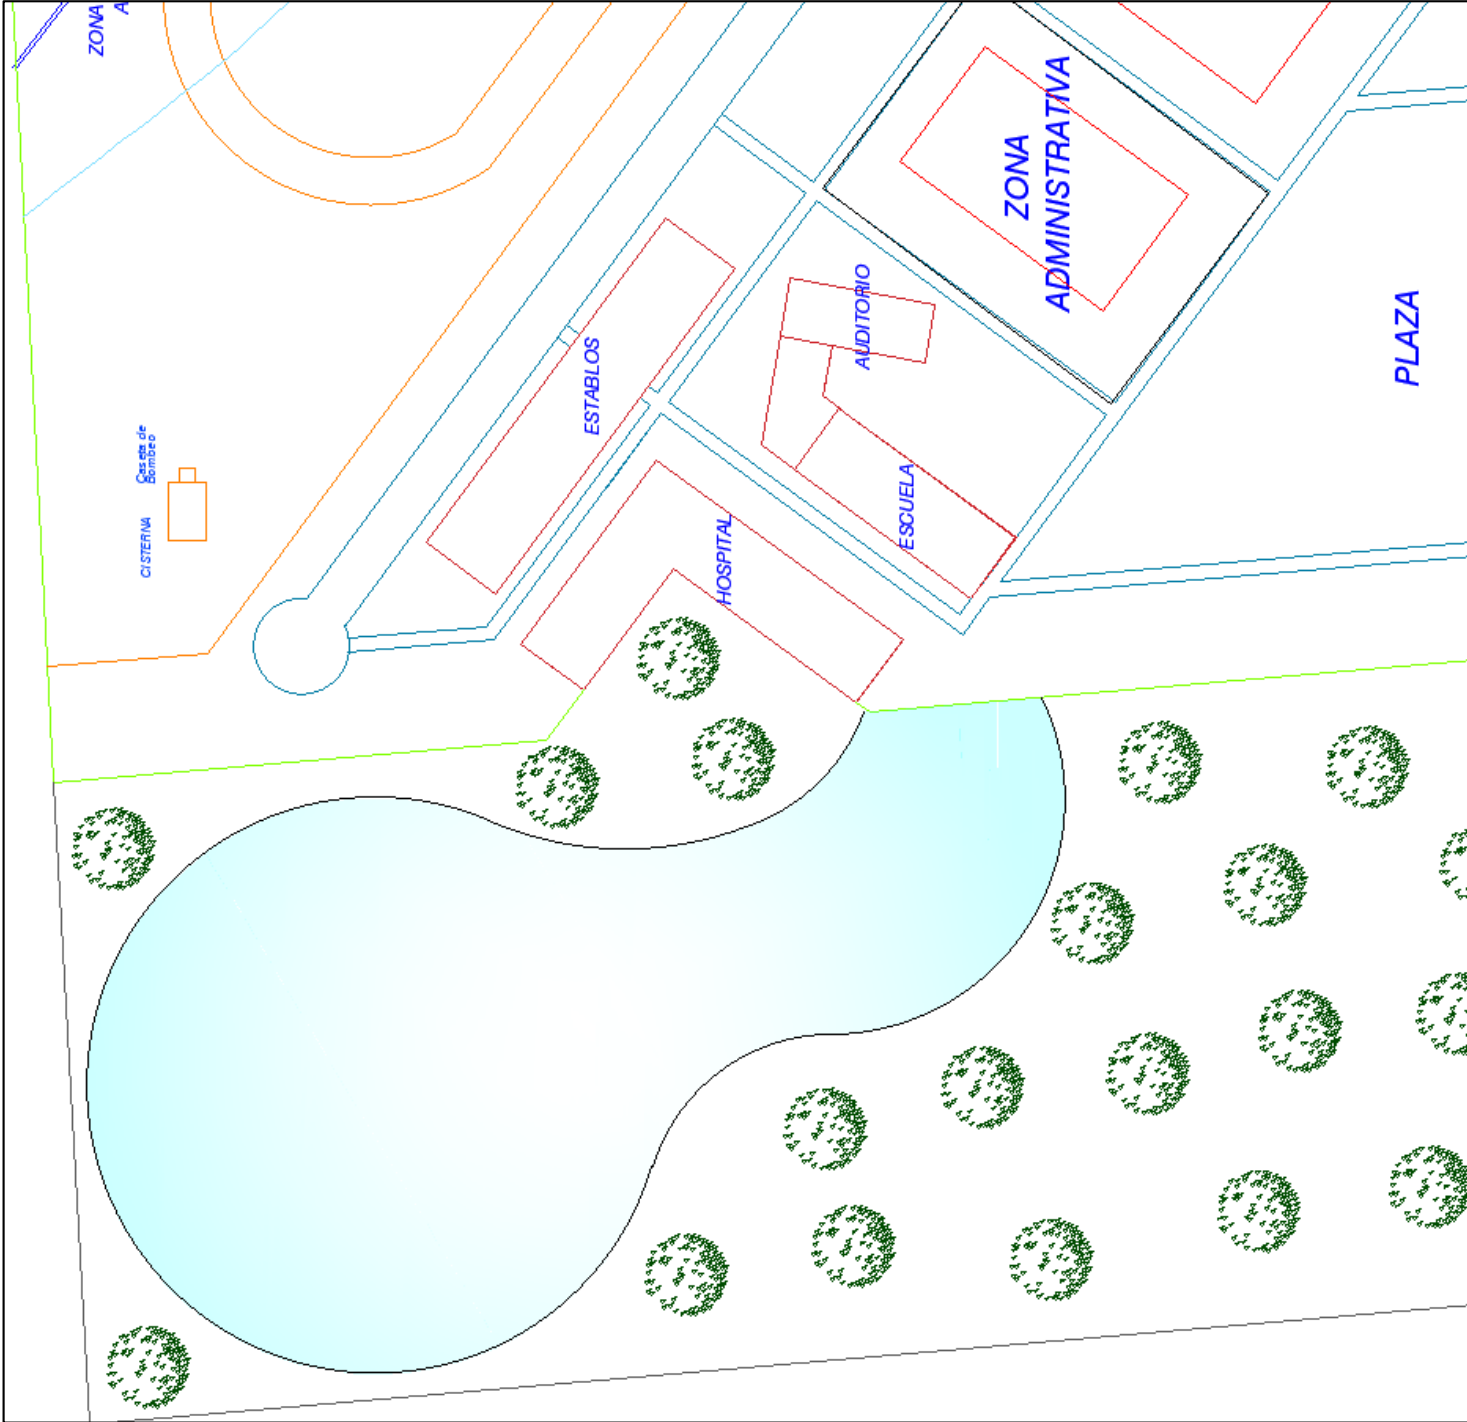 ZONA
A
ZONA
ADMINISTRATIVA
AUDITORIO
PLAZA
ESTABLOS
Caseta de
Bombeo
CISTERNA
ESCUELA
HOSPITAL